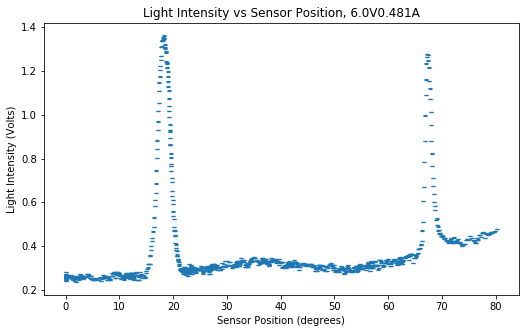 Light Intensity vs Sensor Position, 6.0V0.481A
1.4
1.2
1.0
0.8
0.6
0.4
0.2
Light Intensity (Volts)
0 10 20 30 40 50 60 70 80
Sensor Position (degrees)